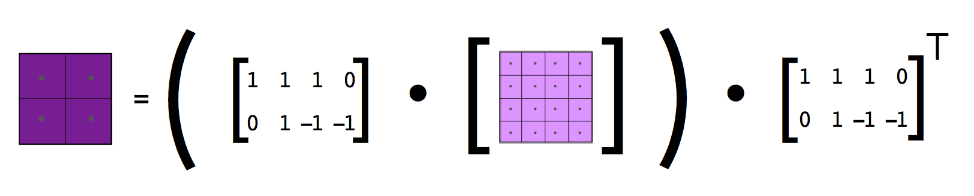 = ( [ 1 1 1 0 • [ ] ) • [ 1 1 1 0 ] T
0 1 -1 -1 ] 0 1 -1 -1